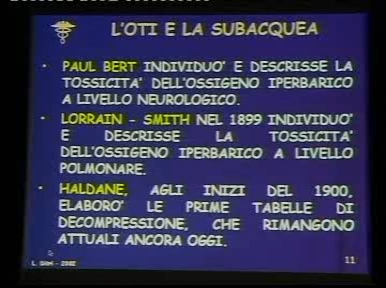 L'OTI E LA SUBACQUEA
• PAUL BERT INDIVIDUO' E DESCRISSE LA
TOSSICITA' DELL'OSSIGENO IPERBARICO
A LIVELLO NEUROLOGICO.
• LORRAIN - SMITH NEL 1899 INDIVIDUO'
E DESCRISSE LA TOSSICITA'
DELL'OSSIGENO IPERBARICO A LIVELLO
POLMONARE.
• HALDANE, AGLI INIZI DEL 1900,
ELABORO' LE PRIME TABELLE DI
DECOMPRESSIONE, CHE RIMANGONO
ATTUALI ANCORA OGGI.
2002
11